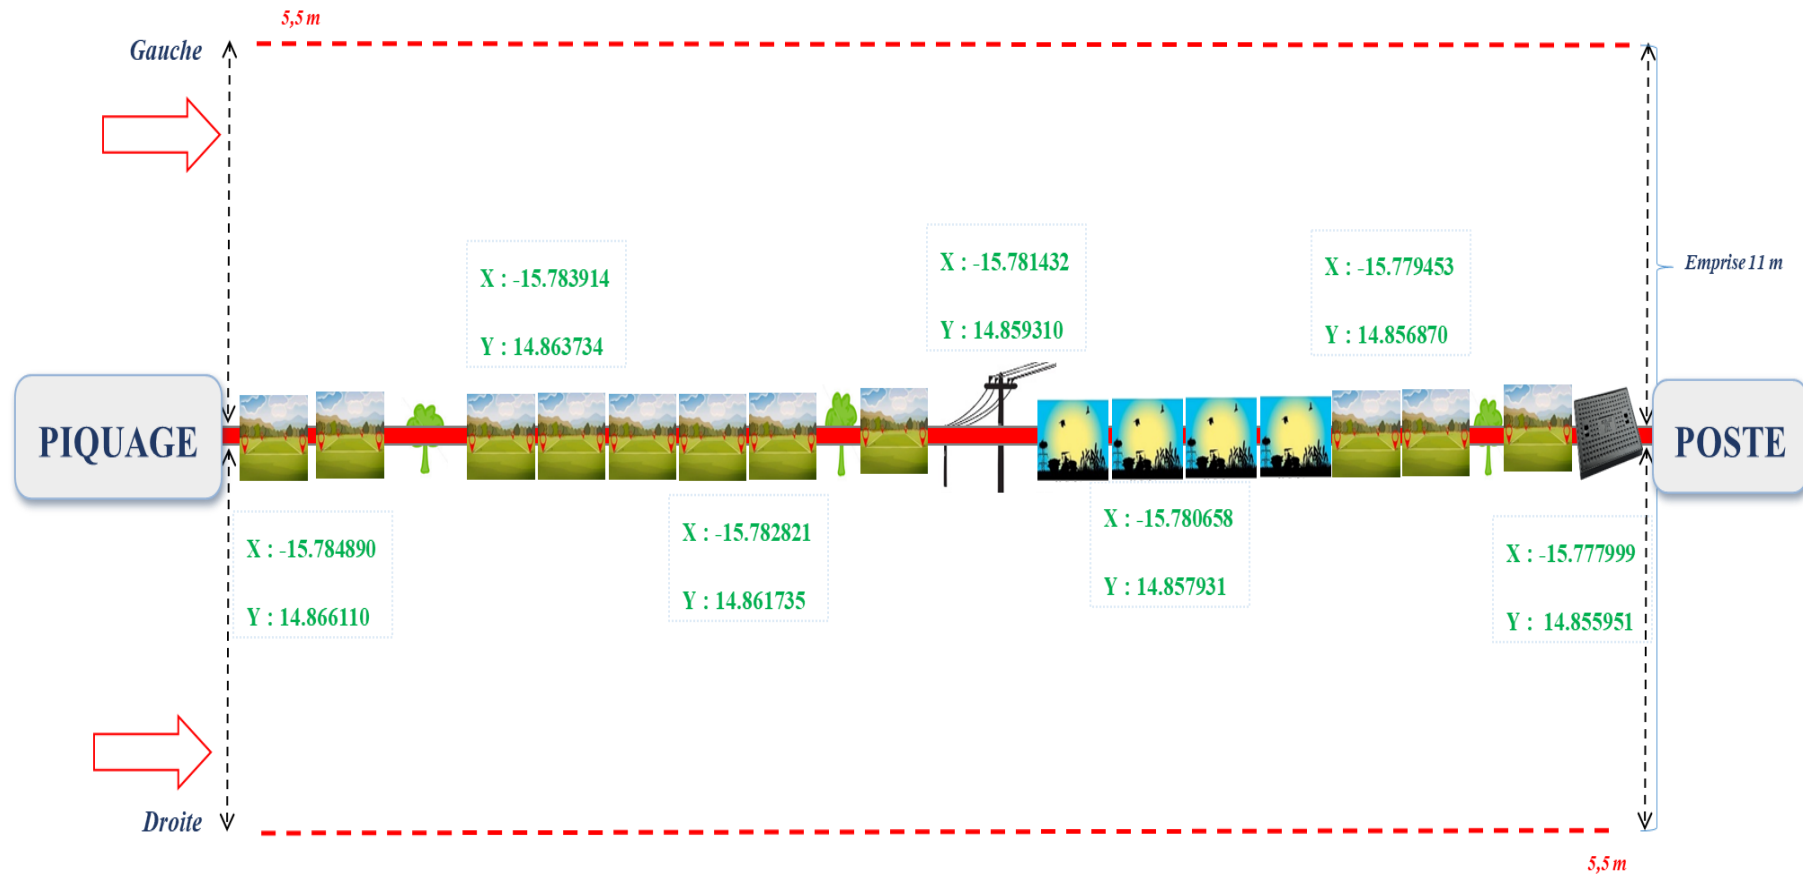 5,5 m
Gauche
X : -15.783914
Y : 14.863734
X : -15.781432
Y : 14.859310
X : -15.779453
Y : 14.856870
Emprise 11 m
PIQUAGE
POSTE
X : -15.784890
Y : 14.866110
X : -15.782821
Y : 14.861735
X : -15.780658
Y : 14.857931
X : -15.777999
Y : 14.855951
Droite
5,5 m